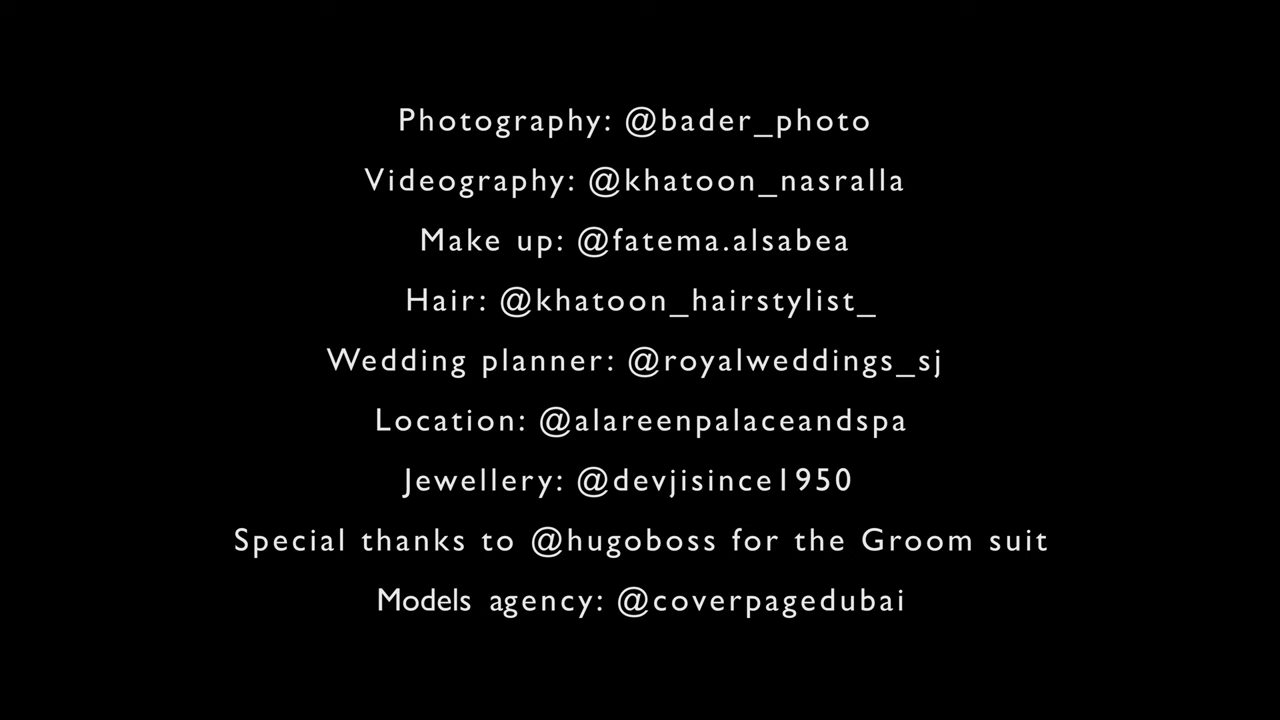 Photography: @bader_photo
Videography: @khatoon_nasralla
Make up: @fatema.alsabea
Hair: @khatoon_hairstylist_
Wedding planner: @royalweddings_sj
Location: @alareenpalaceandspa
Jewellery: @devjisince1950
Special thanks to @hugoboss for the Groom suit
Models agency: @coverpagedubai